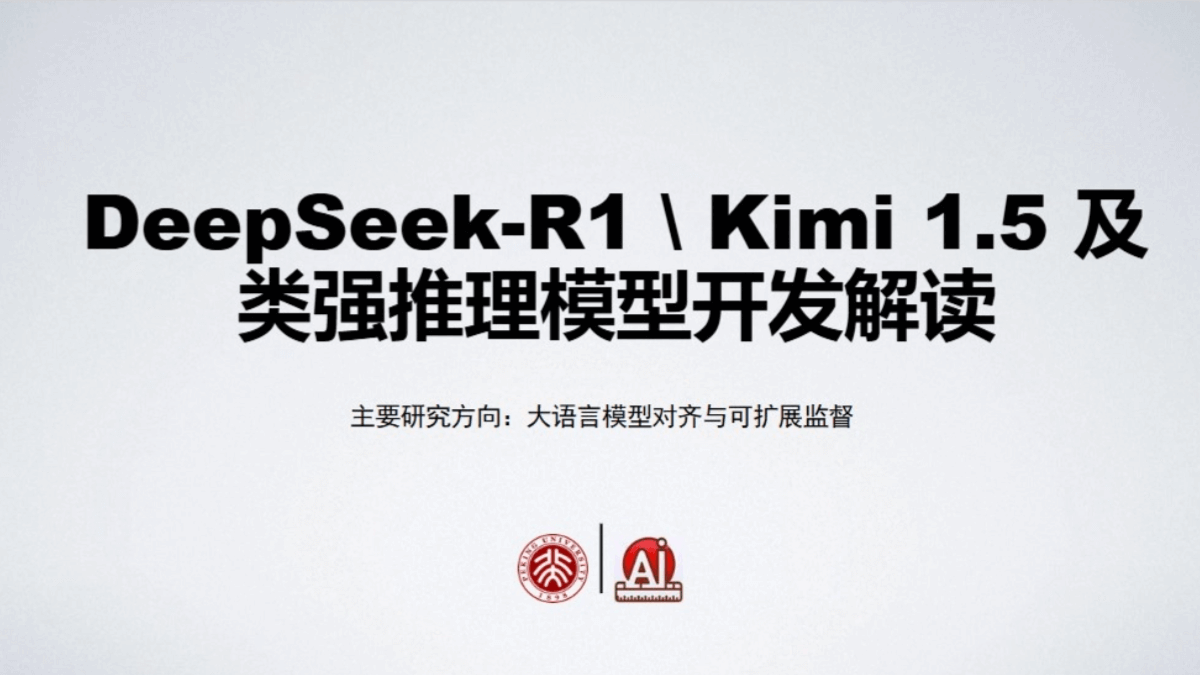 DeepSeek-R1 \ Kimi 1.5 及
类强推理模型开发解读
主要研究方向：大语言模型对齐与可扩展监督
PEKING UNIVERSITY
1898
Ai